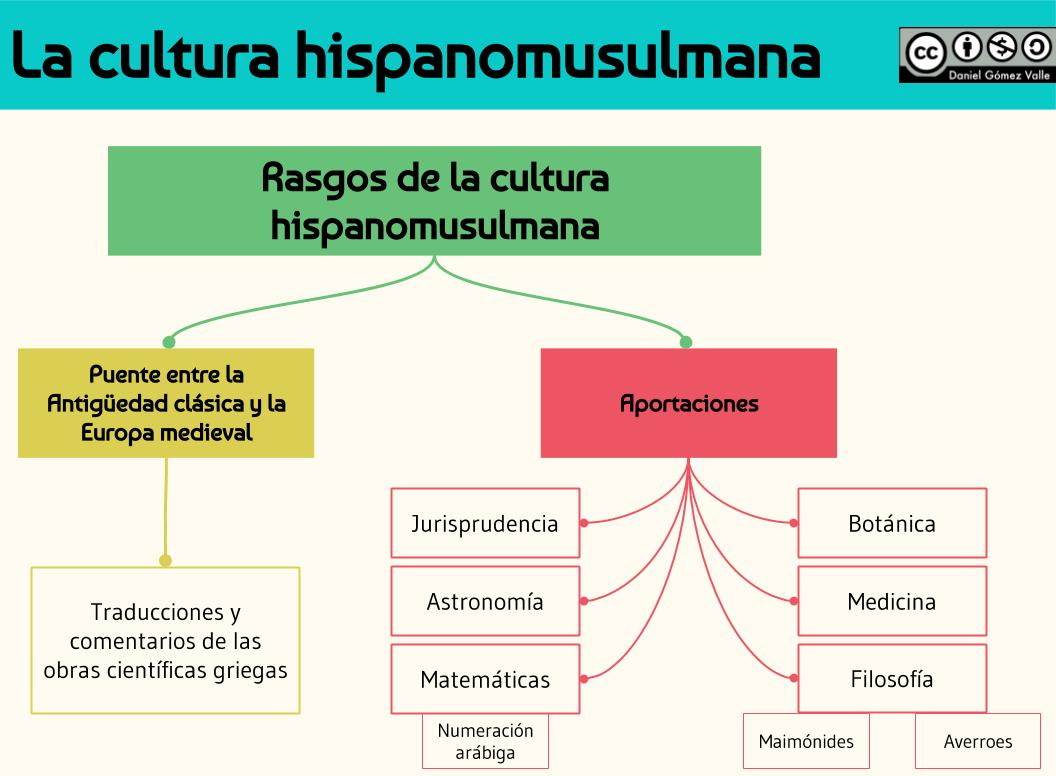 La cultura hispanomusulmana
cc
Daniel Gómez Valle
Rasgos de la cultura
hispanomusulmana
Puente entre la
Antigüedad clásica y la
Europa medieval
Aportaciones
Traducciones y
comentarios de las
obras científicas griegas
Jurisprudencia
Astronomía
Matemáticas
Numeración
arábiga
Botánica
Medicina
Filosofía
Maimónides
Averroes